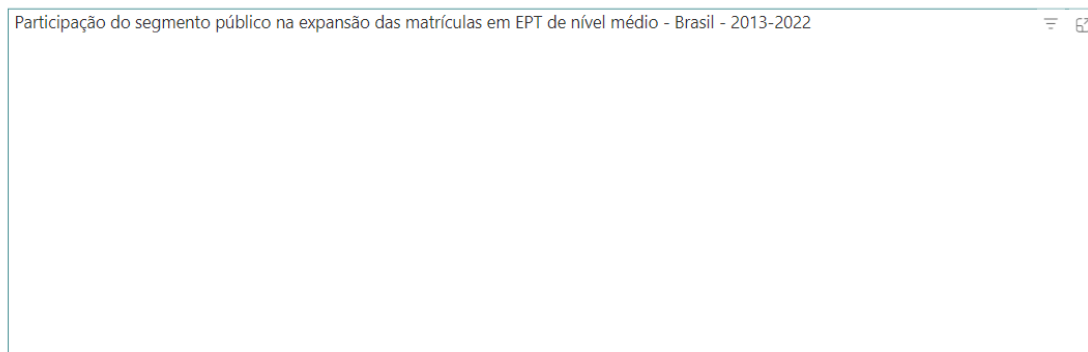 Participação do segmento público na expansão das matrículas em EPT de nível médio - Brasil - 2013-2022